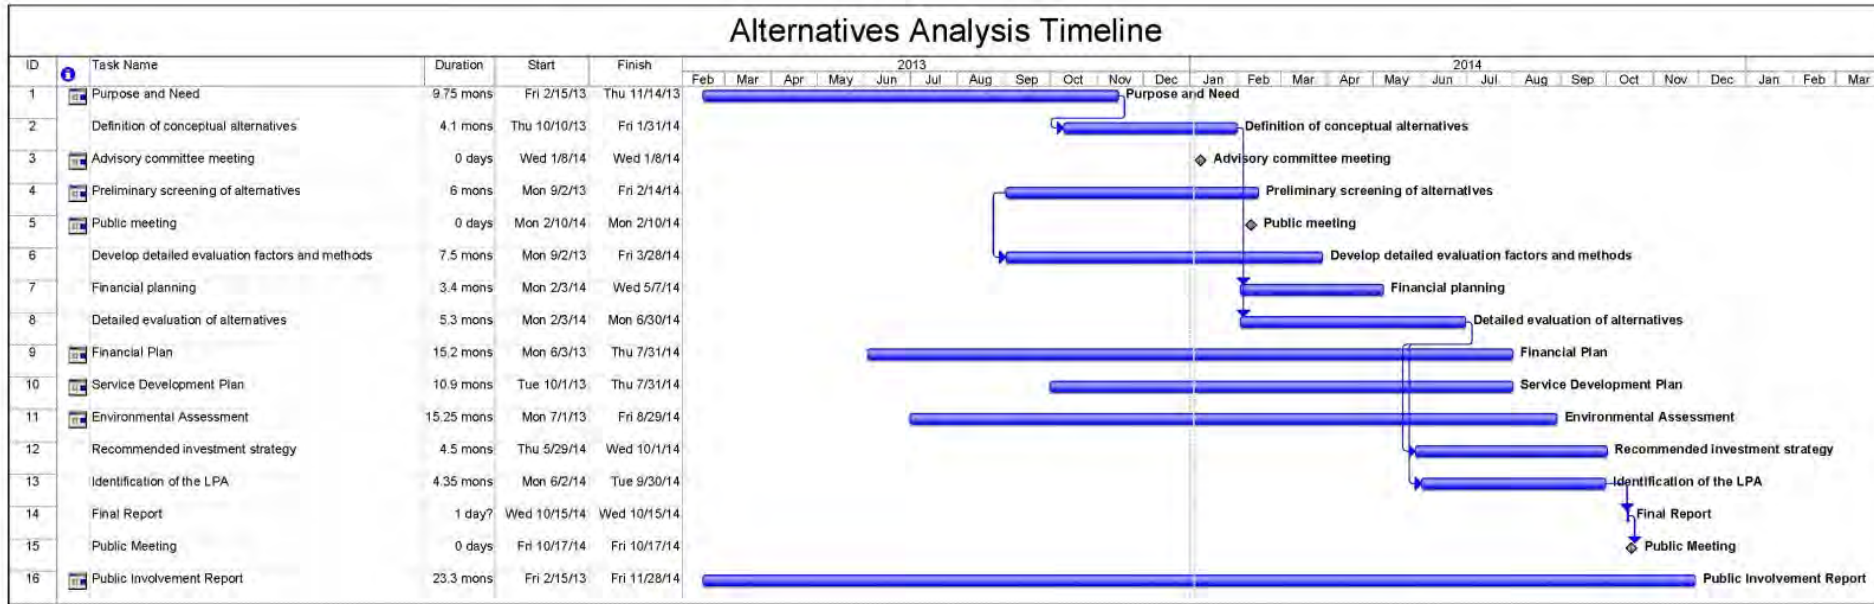 Alternatives Analysis Timeline
ID Task Name Duration Start Finish 2013 2014
Feb Mar Apr May Jun Jul Aug Sep Oct Nov Dec Jan Feb Mar Apr May Jun Jul Aug Sep Oct Nov Dec Jan Feb Mar
1 Purpose and Need 9.75 mons Fri 2/15/13 Thu 11/14/13 Purpose and Need
2 Definition of conceptual alternatives 4.1 mons Thu 10/10/13 Fri 1/31/14 Definition of conceptual alternatives
3 Advisory committee meeting 0 days Wed 1/8/14 Wed 1/8/14 Advisory committee meeting
4 Preliminary screening of alternatives 6 mons Mon 9/2/13 Fri 2/14/14 Preliminary screening of alternatives
5 Public meeting 0 days Mon 2/10/14 Mon 2/10/14 Public meeting
6 Develop detailed evaluation factors and methods 7.5 mons Mon 9/2/13 Fri 3/28/14 Develop detailed evaluation factors and methods
7 Financial planning 3.4 mons Mon 2/3/14 Wed 5/7/14 Financial planning
8 Detailed evaluation of alternatives 5.3 mons Mon 2/3/14 Mon 6/30/14 Detailed evaluation of alternatives
9 Financial Plan 15.2 mons Mon 6/3/13 Thu 7/31/14 Financial Plan
10 Service Development Plan 10.9 mons Tue 10/1/13 Thu 7/31/14 Service Development Plan
11 Environmental Assessment 15.25 mons Mon 7/1/13 Fri 8/29/14 Environmental Assessment
12 Recommended investment strategy 4.5 mons Thu 5/29/14 Wed 10/1/14 Recommended investment strategy
13 Identification of the LPA 4.35 mons Mon 6/2/14 Tue 9/30/14 Identification of the LPA
14 Final Report 1 day? Wed 10/15/14 Wed 10/15/14 Final Report
15 Public Meeting 0 days Fri 10/17/14 Fri 10/17/14 Public Meeting
16 Public Involvement Report 23.3 mons Fri 2/15/13 Fri 11/28/14 Public Involvement Report